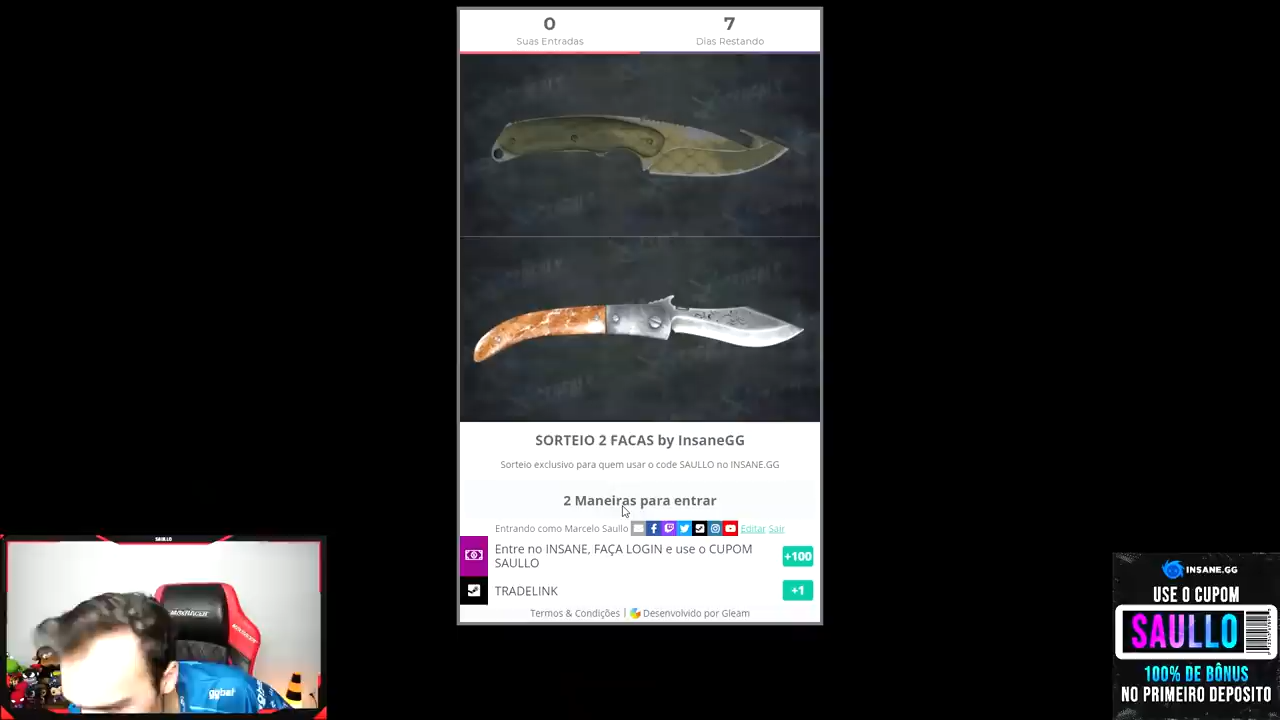 0
Suas Entradas
7
Dias Restando
SORTEIO 2 FACAS by InsaneGG
Sorteio exclusivo para quem usar o code SAULLO no INSANE.GG
2 Maneiras para entrar
Entrando como Marcelo Saullo
Editar Sair
Entre no INSANE, FAÇA LOGIN e use o CUPOM
SAULLO
+100
TRADELINK
+1
Termos & Condições | Desenvolvido por Gleam
SAULLO
MAXRACER
ggbet
INSANE.GG
USE O CUPOM
SAULLO
100% DE BÔNUS
NO PRIMEIRO DEPOSITO